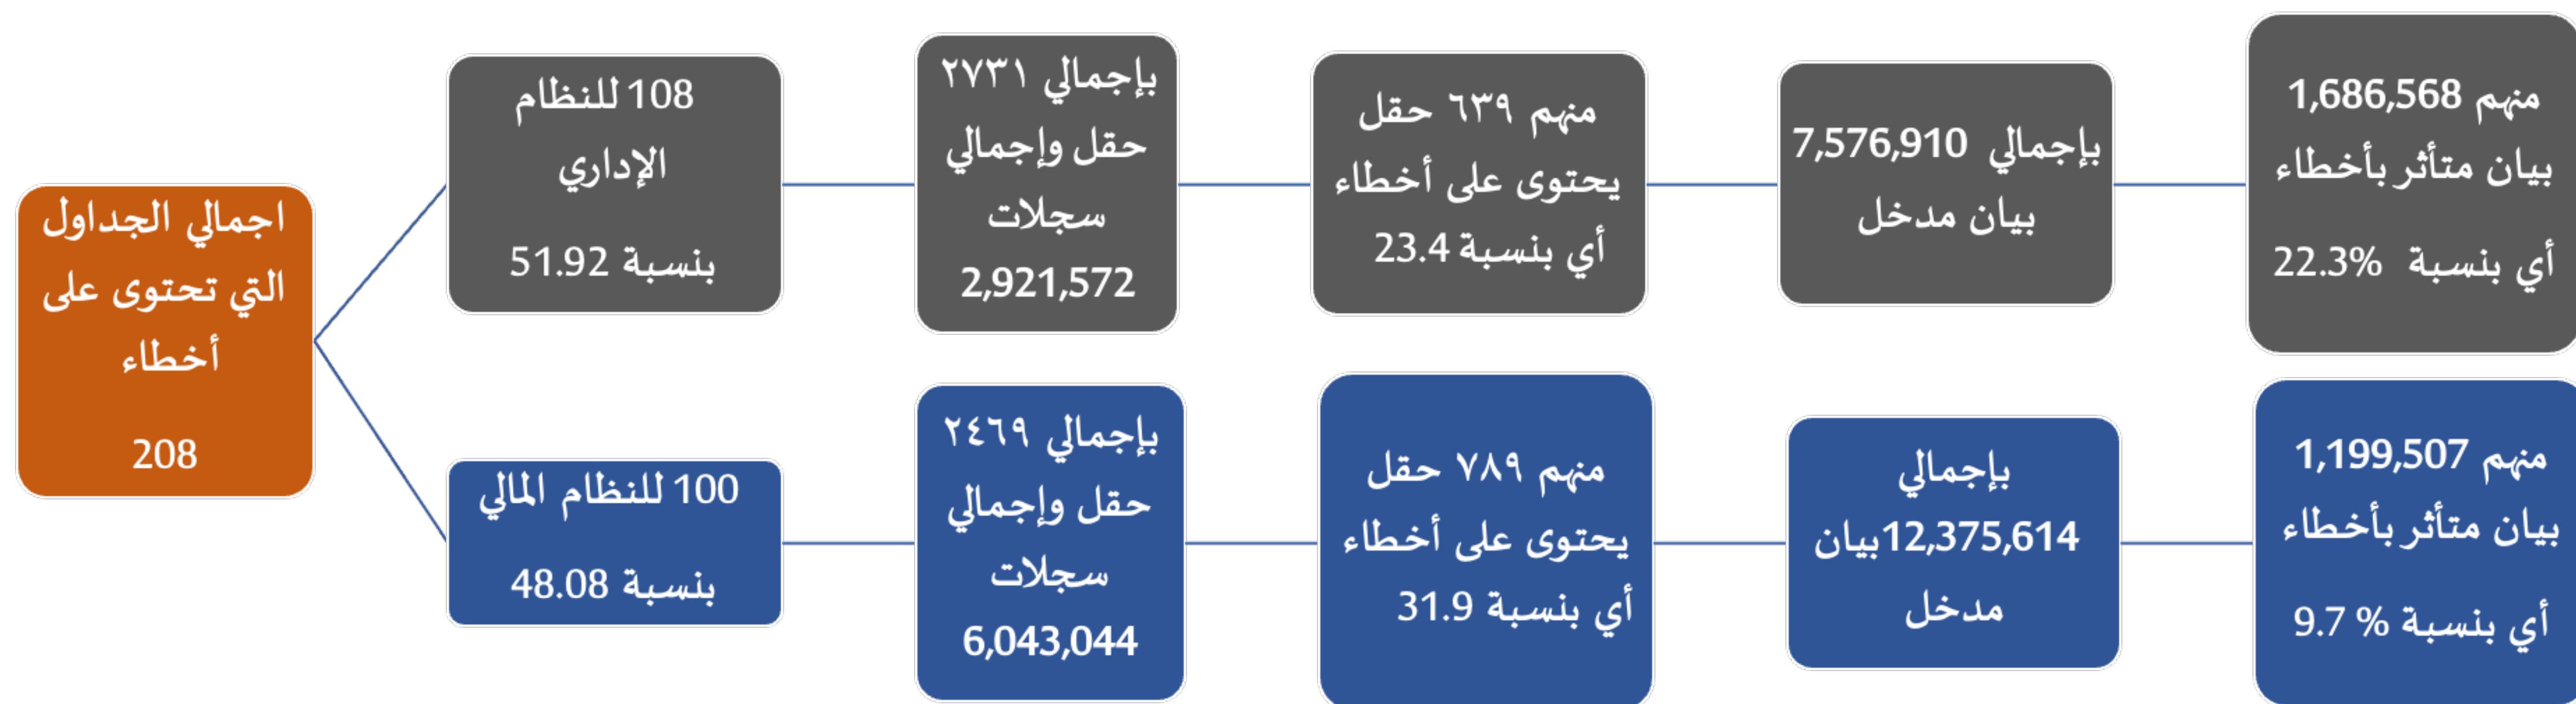 اجمالي الجداول
التي تحتوى على
أخطاء
208
108 للنظام
الإداري
بنسبة 51.92
بإجمالي ٢٧٣١
حقل وإجمالي
سجلات
2,921,572
منهم ٦٣٩ حقل
يحتوى على أخطاء
أي بنسبة 23.4
بإجمالي 7,576,910
بيان مدخل
منهم 1,686,568
بيان متأثر بأخطاء
أي بنسبة 22.3%
100 للنظام المالي
بنسبة 48.08
بإجمالي ٢٤٦٩
حقل وإجمالي
سجلات
6,043,044
منهم ٧٨٩ حقل
يحتوى على أخطاء
أي بنسبة 31.9
بإجمالي
12,375,614بيان
مدخل
منهم 1,199,507
بيان متأثر بأخطاء
أي بنسبة % 9.7